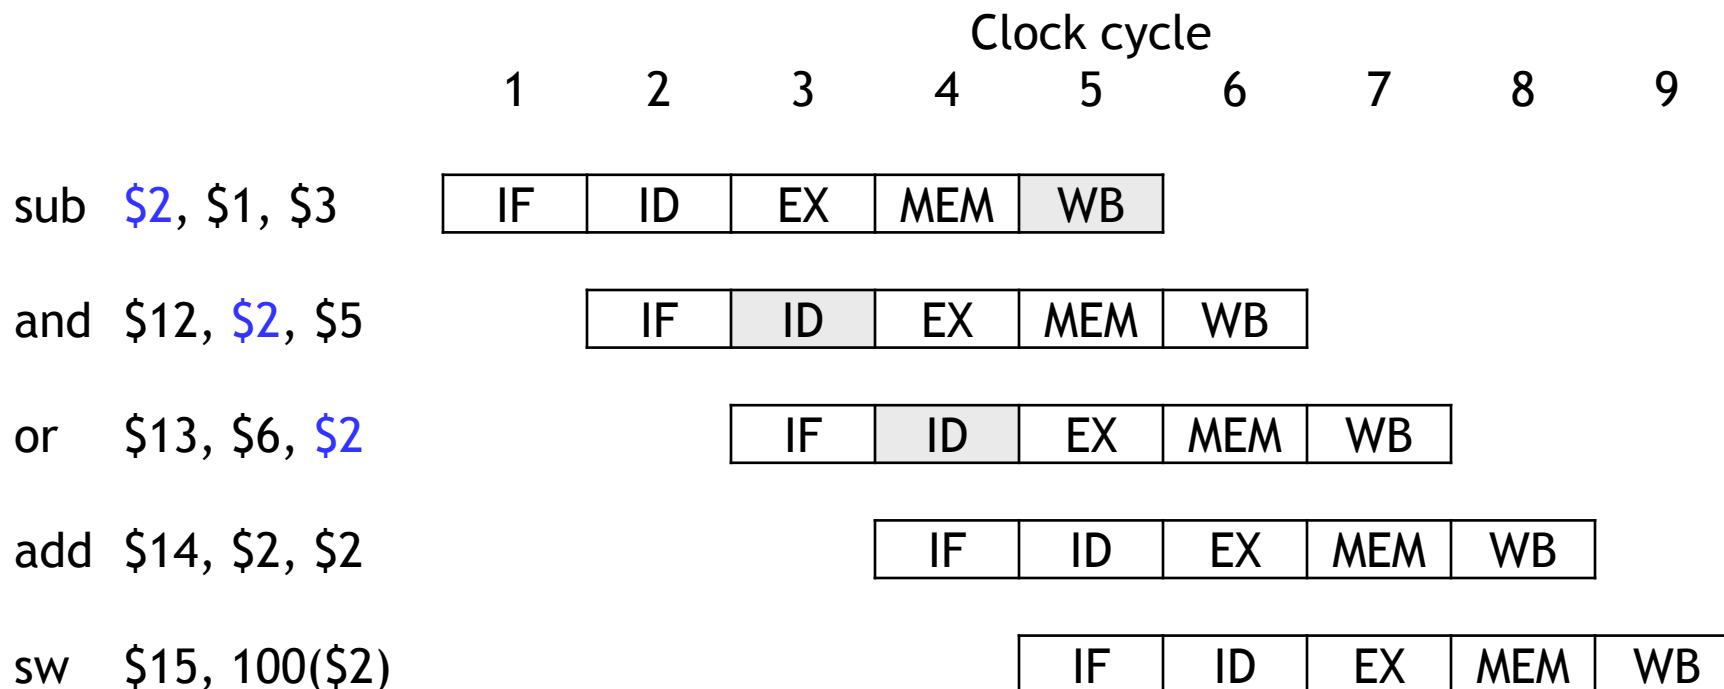 Clock cycle
1 2 3 4 5 6 7 8 9
sub $2, $1, $3 IF ID EX MEM WB
and $12, $2, $5 IF ID EX MEM WB
or $13, $6, $2 IF ID EX MEM WB
add $14, $2, $2 IF ID EX MEM WB
sw $15, 100($2) IF ID EX MEM WB